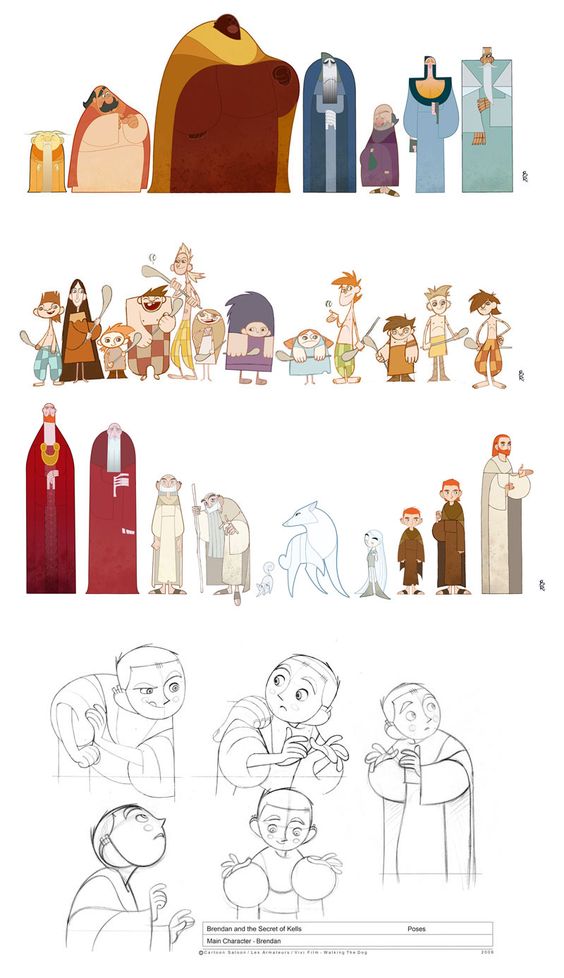 Brendan and the Secret of Kells Poses
Main Character - Brendan
© Cartoon Saloon / Les Armateurs / Vivi Film - Walking The Dog 2006